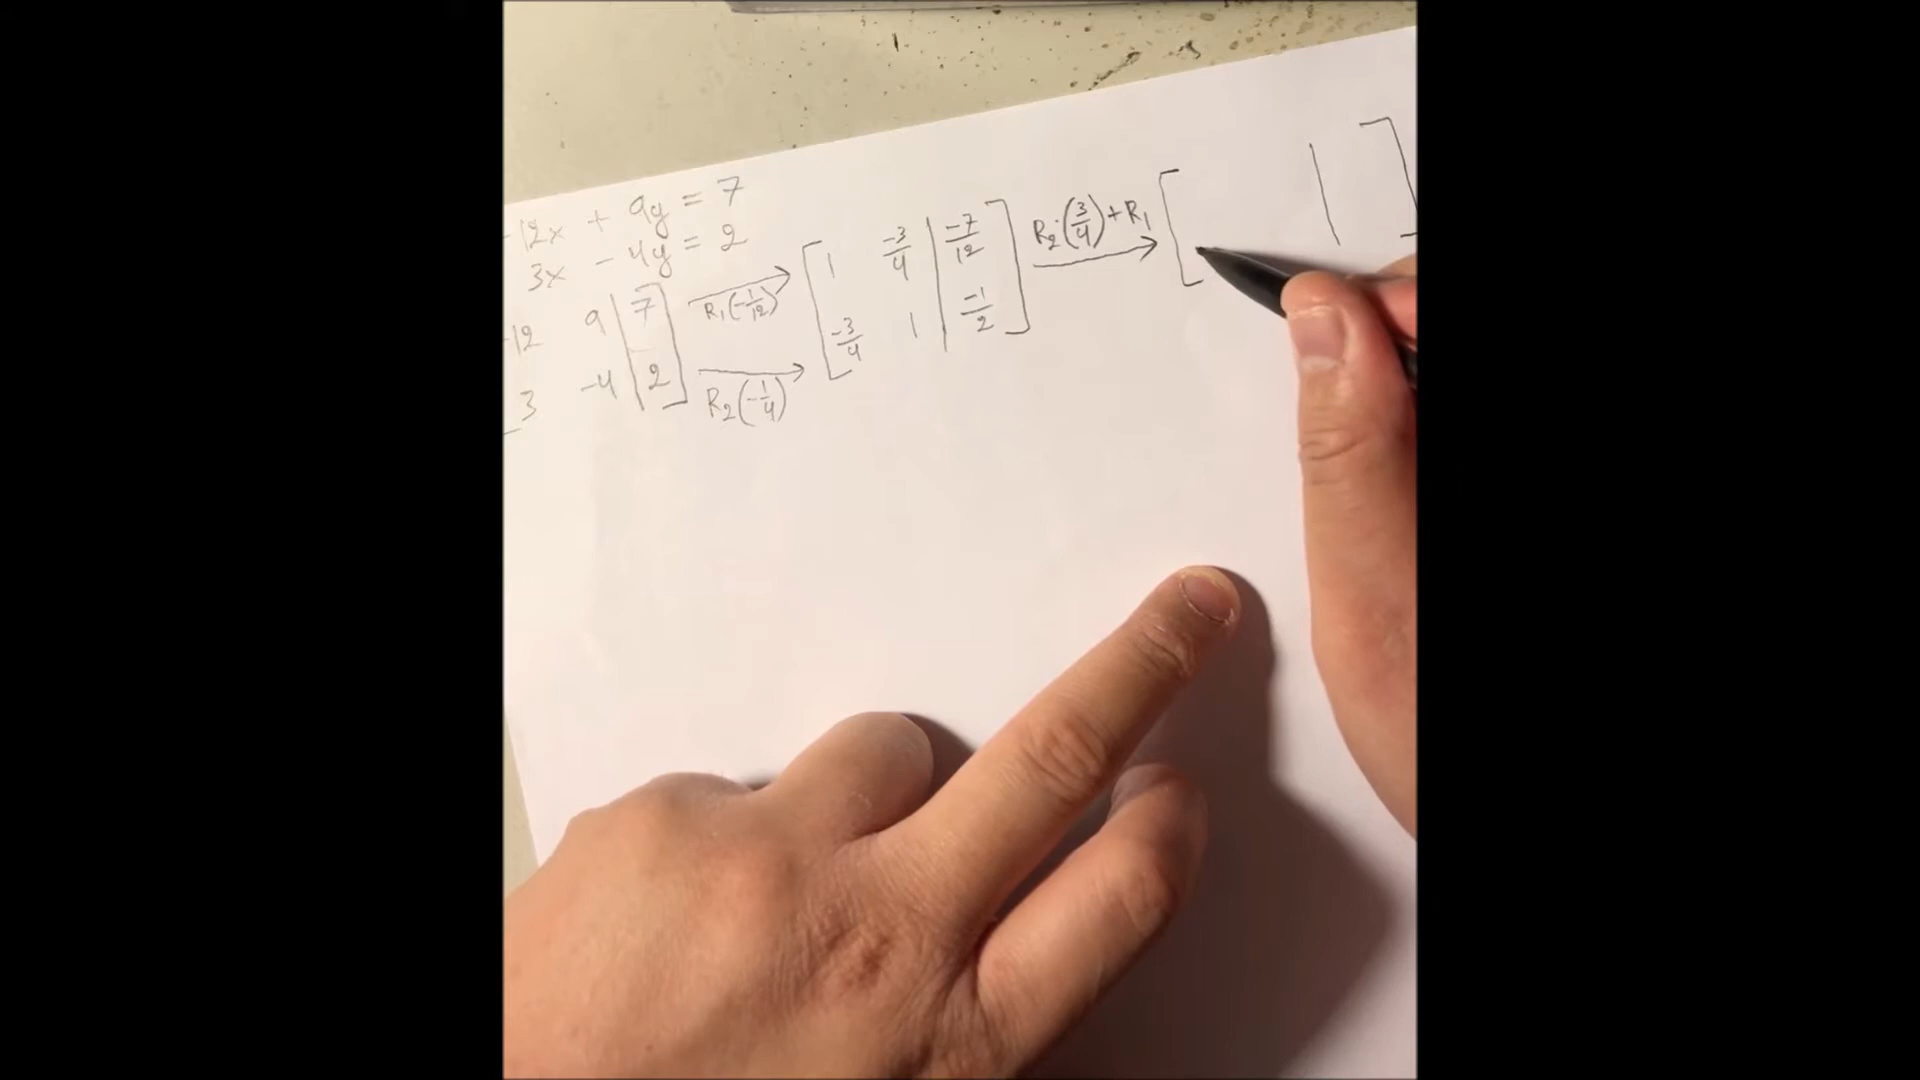 -12x + 9y = 7
3x - 4y = 2
-12 9 | 7
3 -4 | 2
R₁(-1/12)
R₂(-1/4)
1 -3/4 | -7/12
-3/4 1 | -1/2
R₂·(3/4)+R₁